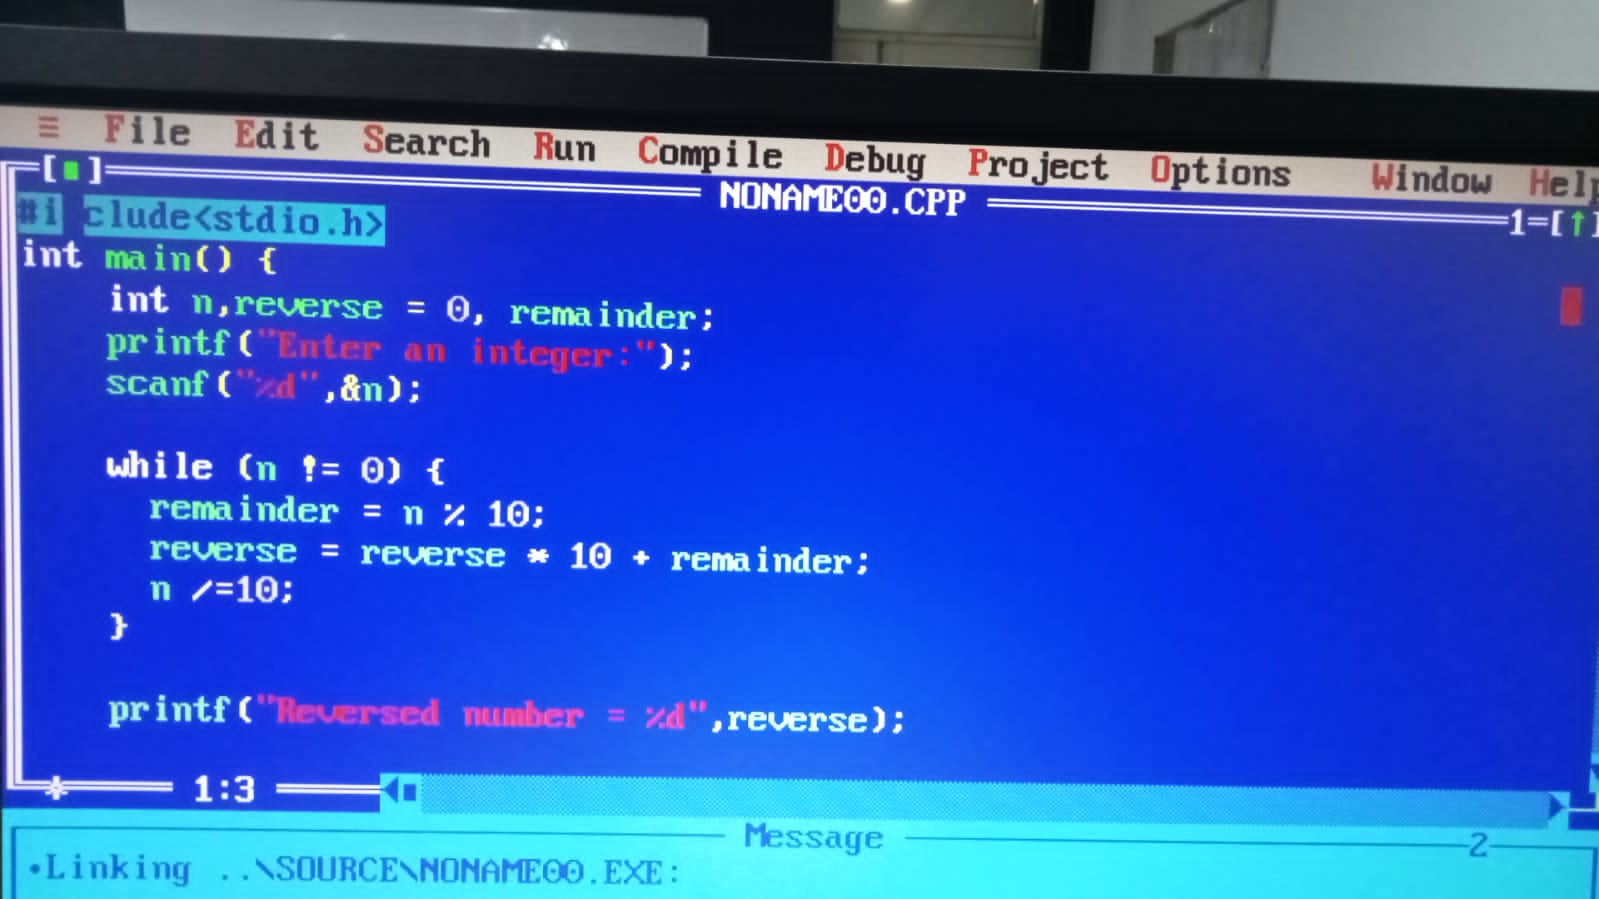 ≡ File Edit Search Run Compile Debug Project Options Window Help
[■] NONAME00.CPP 1=[↑]
#i clude<stdio.h>
int main() {
int n,reverse = 0, remainder;
printf("Enter an integer:");
scanf("%d",&n);
while (n != 0) {
remainder = n % 10;
reverse = reverse * 10 + remainder;
n /=10;
}
printf("Reversed number = %d",reverse);
* 1:3
Message 2
•Linking ..\SOURCE\NONAME00.EXE: